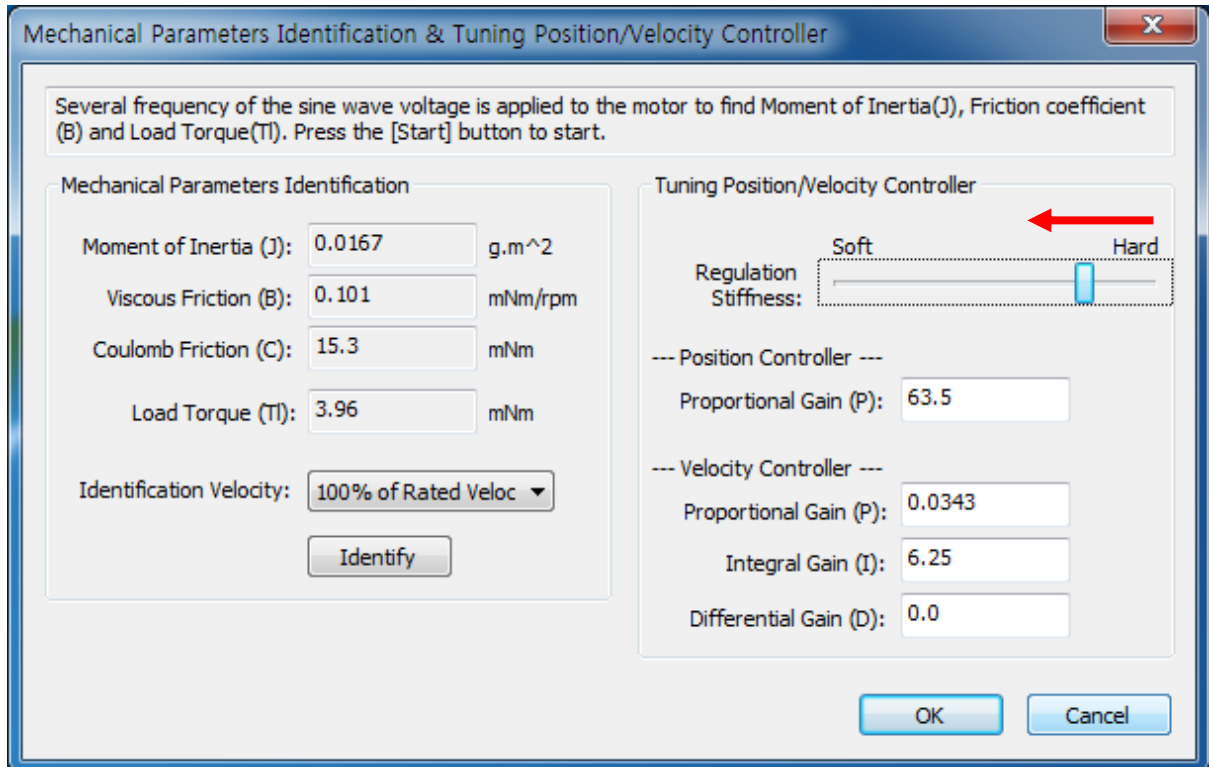 Mechanical Parameters Identification & Tuning Position/Velocity Controller
Several frequency of the sine wave voltage is applied to the motor to find Moment of Inertia(J), Friction coefficient
(B) and Load Torque(Tl). Press the [Start] button to start.
Mechanical Parameters Identification
Moment of Inertia (J): 0.0167 g.m^2
Viscous Friction (B): 0.101 mNm/rpm
Coulomb Friction (C): 15.3 mNm
Load Torque (Tl): 3.96 mNm
Identification Velocity: 100% of Rated Veloc
Identify
Tuning Position/Velocity Controller
Soft Hard
Regulation
Stiffness:
--- Position Controller ---
Proportional Gain (P): 63.5
--- Velocity Controller ---
Proportional Gain (P): 0.0343
Integral Gain (I): 6.25
Differential Gain (D): 0.0
OK Cancel